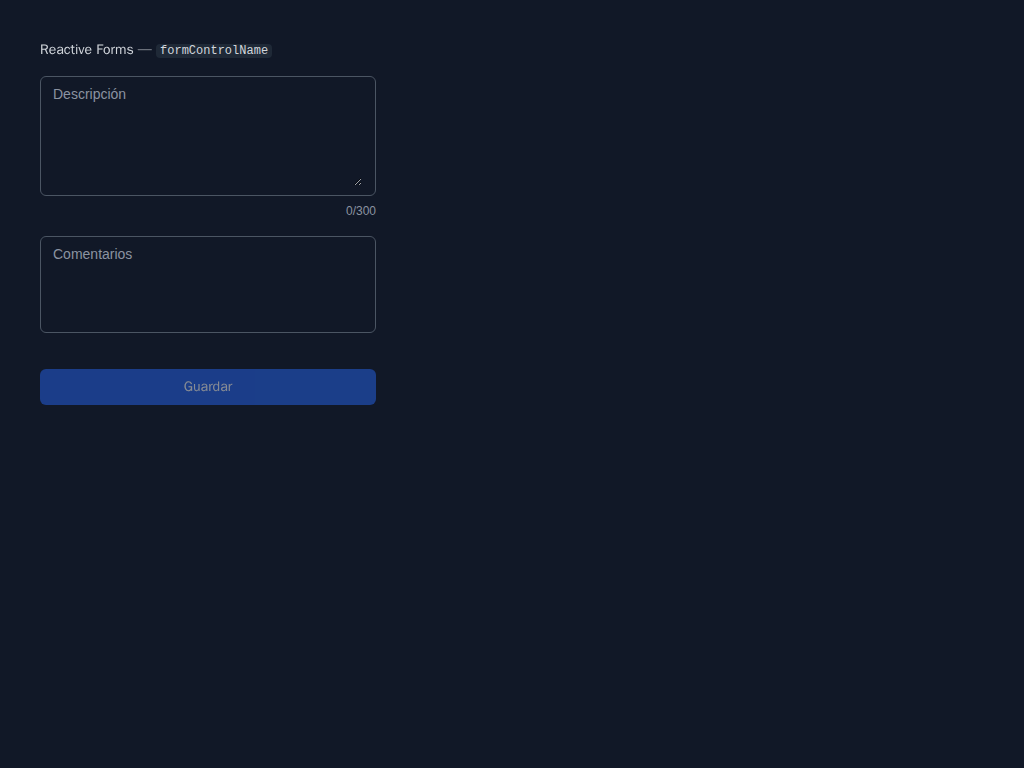 Reactive Forms — formControlName
Descripción
0/300
Comentarios
Guardar